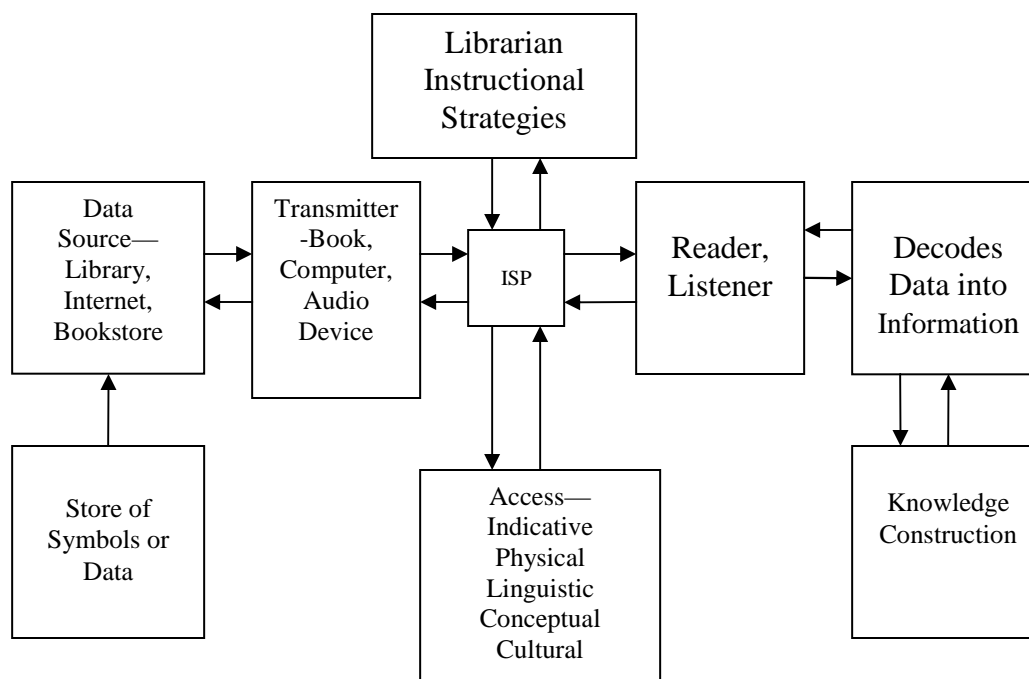 Librarian
Instructional
Strategies
Data
Source—
Library,
Internet,
Bookstore
Transmitter
-Book,
Computer,
Audio
Device
ISP
Reader,
Listener
Decodes
Data into
Information
Store of
Symbols or
Data
Access—
Indicative
Physical
Linguistic
Conceptual
Cultural
Knowledge
Construction